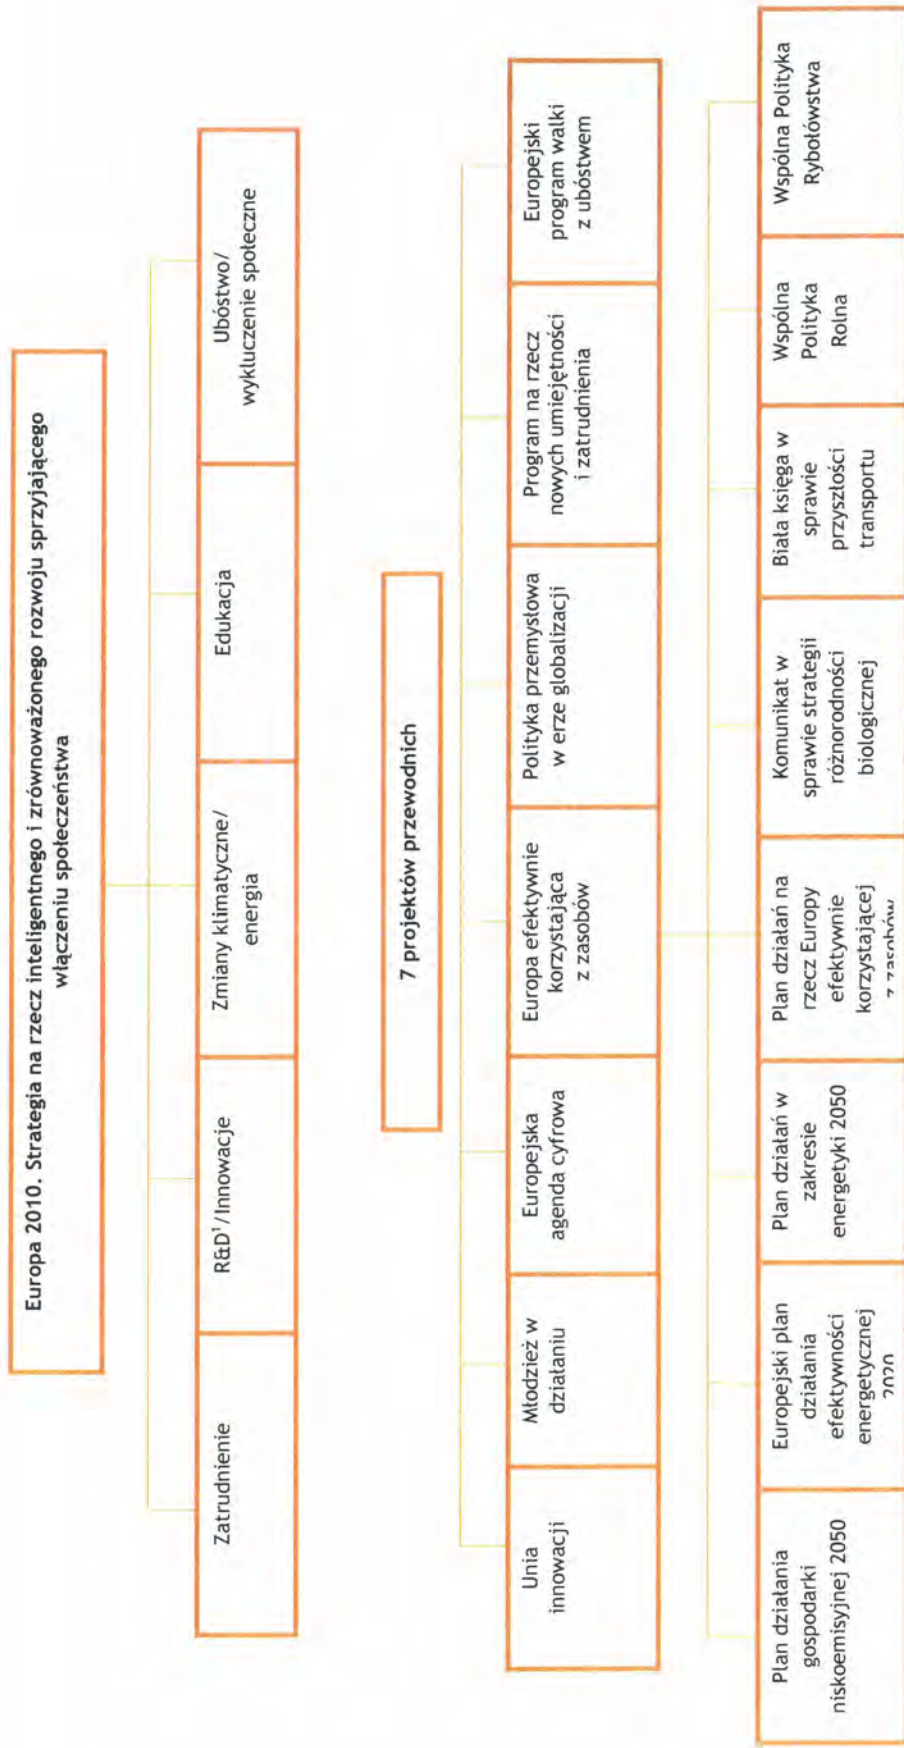 Europa 2010. Strategia na rzecz inteligentnego i zrównoważonego rozwoju sprzyjającego
włączeniu społeczeństwa
Zatrudnienie
R&D¹/Innowacje
Zmiany klimatyczne/
energia
Edukacja
Ubóstwo/
wykluczenie społeczne
7 projektów przewodnich
Unia
innowacji
Młodzież w
działaniu
Europejska
agenda cyfrowa
Europa efektywnie
korzystająca
z zasobów
Polityka przemysłowa
w erze globalizacji
Program na rzecz
nowych umiejętności
i zatrudnienia
Europejski
program walki
z ubóstwem
Plan działania
gospodarki
niskoemisyjnej 2050
Europejski plan
działania
efektywności
energetycznej
2020
Plan działań w
zakresie
energetyki 2050
Plan działań na
rzecz Europy
efektywnie
korzystającej
z zasobów
Komunikat w
sprawie strategii
różnorodności
biologicznej
Biała księga w
sprawie
przyszłości
transportu
Wspólna
Polityka
Rolna
Wspólna Polityka
Rybołówstwa